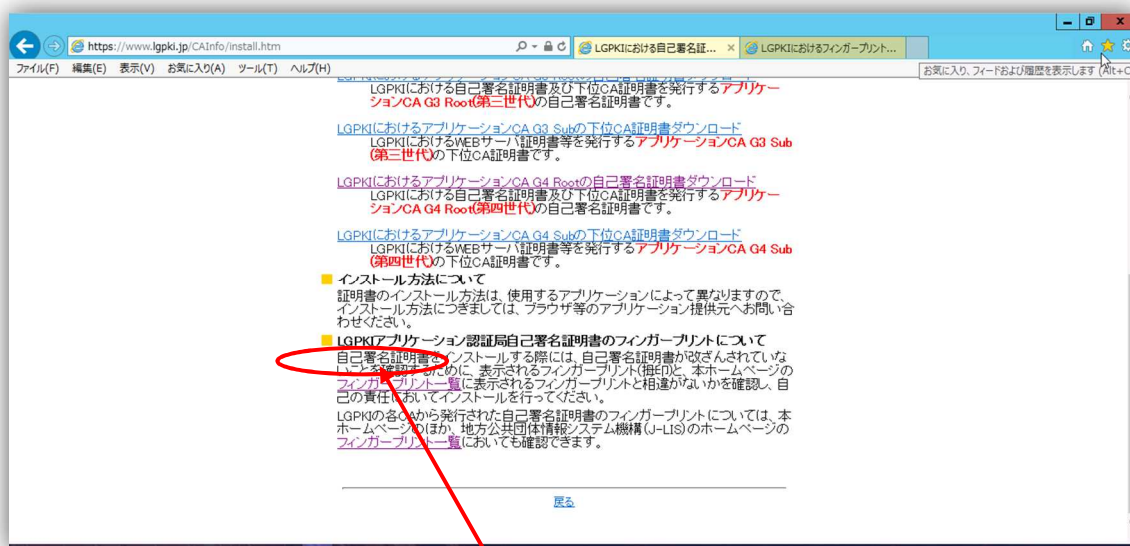 https://www.lgpki.jp/CAInfo/install.htm
LGPKIにおける自己署名証...
LGPKIにおけるフィンガープリント...
ファイル(F) 編集(E) 表示(V) お気に入り(A) ツール(T) ヘルプ(H)
お気に入り、フィードおよび履歴を表示します (Alt+C
LGPKIにおける自己署名証明書及び下位CA証明書を発行するアプリケー
ションCA G3 Root(第三世代)の自己署名証明書です。
LGPKIにおけるアプリケーションCA G3 Subの下位CA証明書ダウンロード
LGPKIにおけるWEBサーバ証明書等を発行するアプリケーションCA G3 Sub
(第三世代)の下位CA証明書です。
LGPKIにおけるアプリケーションCA G4 Rootの自己署名証明書ダウンロード
LGPKIにおける自己署名証明書及び下位CA証明書を発行するアプリケー
ションCA G4 Root(第四世代)の自己署名証明書です。
LGPKIにおけるアプリケーションCA G4 Subの下位CA証明書ダウンロード
LGPKIにおけるWEBサーバ証明書等を発行するアプリケーションCA G4 Sub
(第四世代)の下位CA証明書です。
インストール方法について
証明書のインストール方法は、使用するアプリケーションによって異なりますので、
インストール方法につきましては、ブラウザ等のアプリケーション提供元へお問い合
わせください。
LGPKIアプリケーション認証局自己署名証明書のフィンガープリントについて
自己署名証明書をインストールする際には、自己署名証明書が改ざんされていな
いことを確認するために、表示されるフィンガープリント(拇印)と、本ホームページの
フィンガープリント一覧に表示されるフィンガープリントと相違がないかを確認し、自
己の責任においてインストールを行ってください。
LGPKIの各CAから発行された自己署名証明書のフィンガープリントについては、本
ホームページのほか、地方公共団体情報システム機構(J-LIS)のホームページの
フィンガープリント一覧においても確認できます。
戻る